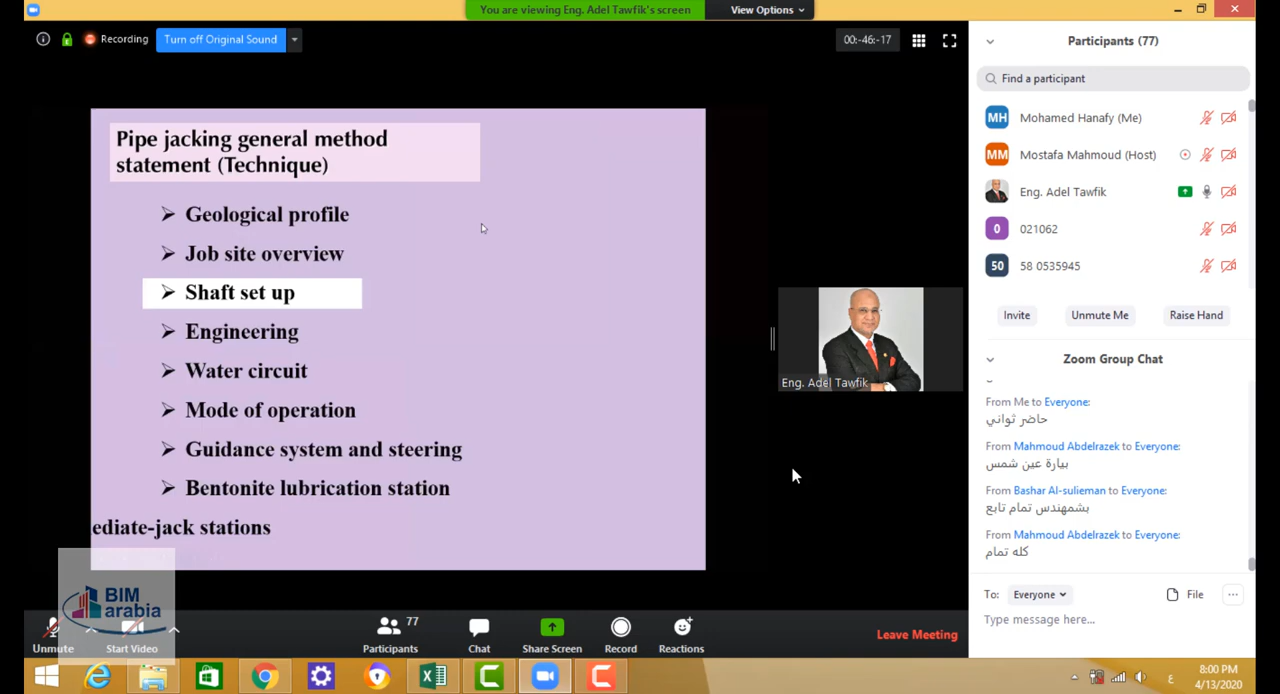 You are viewing Eng. Adel Tawfik's screen
View Options
Recording
Turn off Original Sound
00:-46:-17
Pipe jacking general method
statement (Technique)
Geological profile
Job site overview
Shaft set up
Engineering
Water circuit
Mode of operation
Guidance system and steering
Bentonite lubrication station
ediate-jack stations
BIM
arabia
Eng. Adel Tawfik
Participants (77)
Find a participant
MH Mohamed Hanafy (Me)
MM Mostafa Mahmoud (Host)
Eng. Adel Tawfik
0 021062
50 58 0535945
Invite
Unmute Me
Raise Hand
Zoom Group Chat
From Me to Everyone:
حاضر ثواني
From Mahmoud Abdelrazek to Everyone:
بيارة عين شمس
From Bashar Al-sulieman to Everyone:
بشمهندس تمام تابع
From Mahmoud Abdelrazek to Everyone:
كله تمام
To: Everyone
File
Type message here...
Unmute
Start Video
77
Participants
Chat
Share Screen
Record
Reactions
Leave Meeting
ع
8:00 PM
4/13/2020